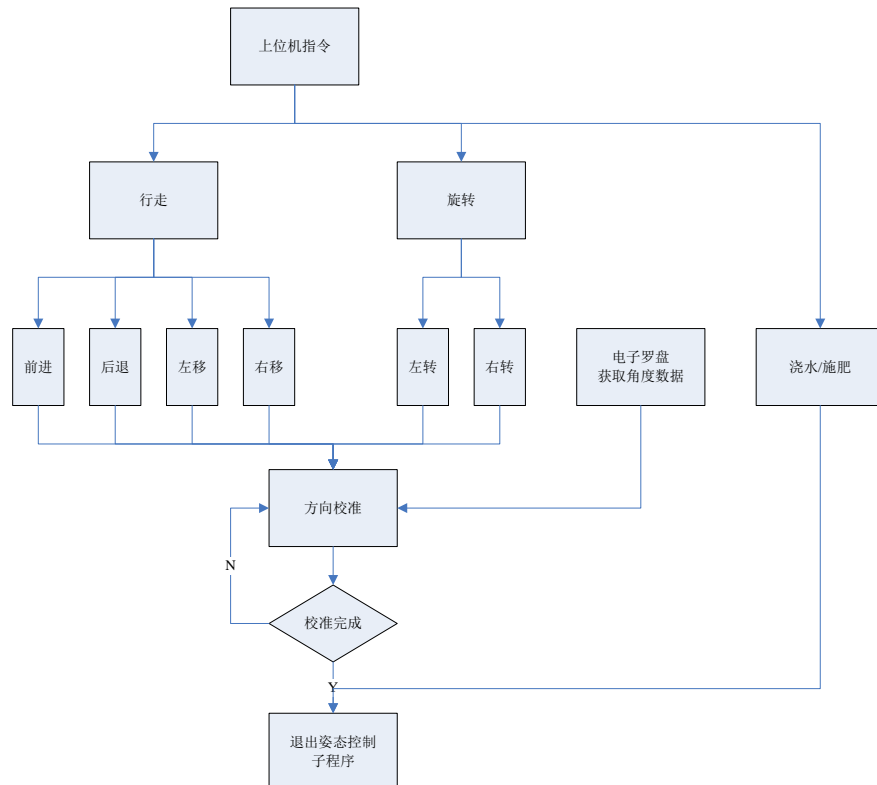 上位机指令
行走
旋转
前进
后退
左移
右移
左转
右转
电子罗盘
获取角度数据
浇水/施肥
方向校准
N
校准完成
Y
退出姿态控制
子程序